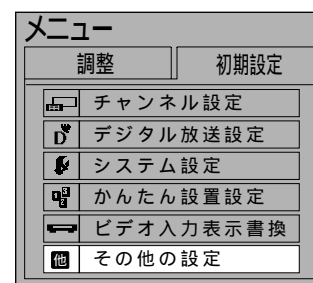 メニュー
調整 初期設定
チャンネル設定
デジタル放送設定
システム設定
かんたん設置設定
ビデオ入力表示書換
他 その他の設定